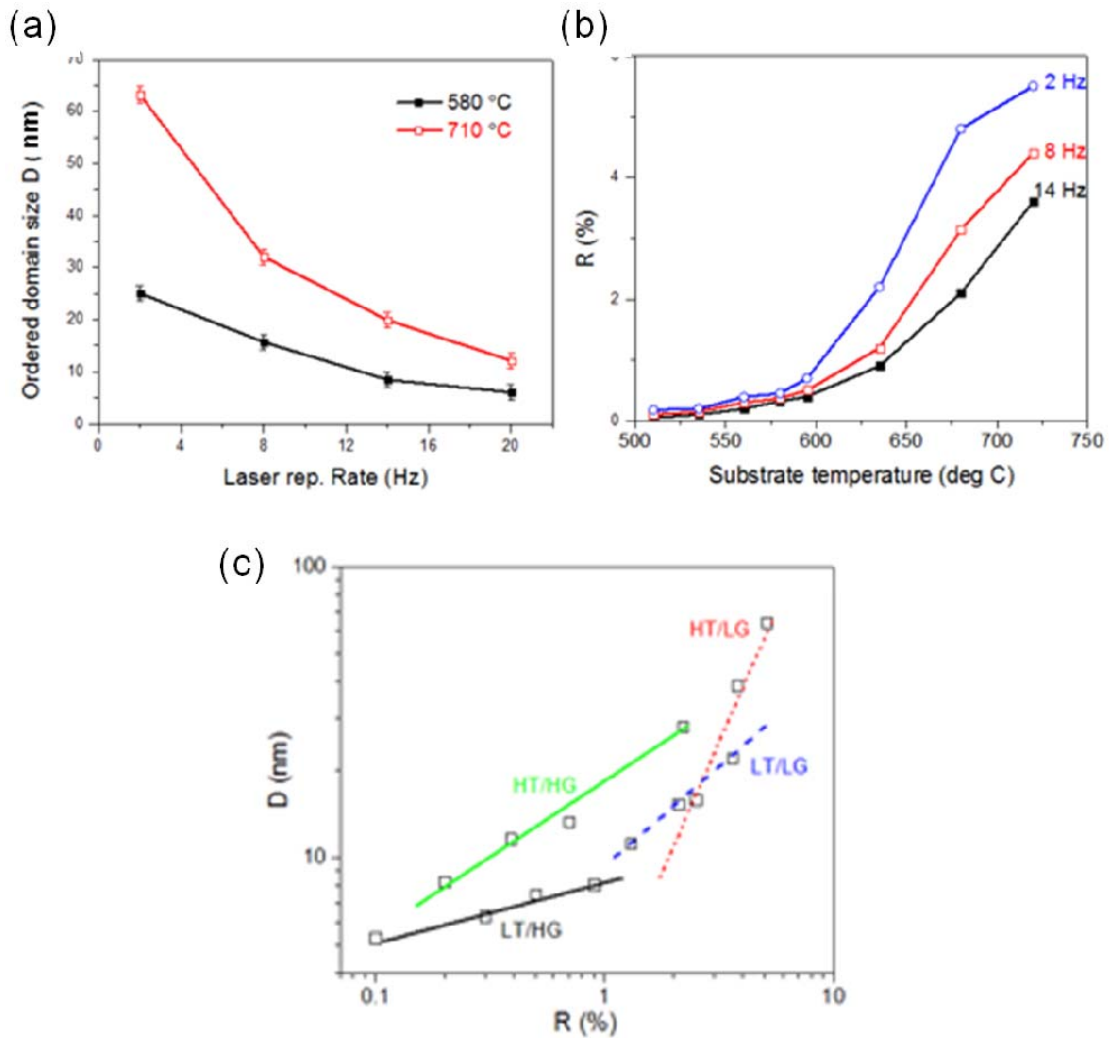 (a)
Ordered domain size D ( nm)
60
50
40
30
20
10
0
0 4 8 12 16 20
Laser rep. Rate (Hz)
580 °C
710 °C
(b)
R (%)
4
2
0
500 550 600 650 700 750
Substrate temperature (deg C)
2 Hz
8 Hz
14 Hz
(c)
D (nm)
100
10
0.1 1 10
R (%)
HT/LG
HT/HG
LT/LG
LT/HG